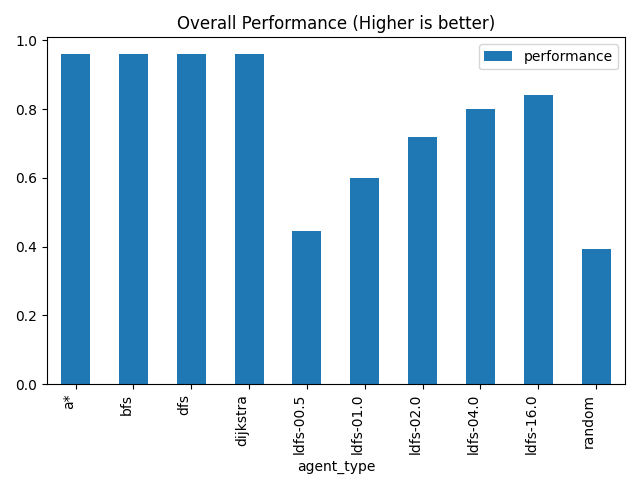 Overall Performance (Higher is better)
performance
1.0
0.8
0.6
0.4
0.2
0.0
a*
bfs
dfs
dijkstra
ldfs-00.5
ldfs-01.0
ldfs-02.0
ldfs-04.0
ldfs-16.0
random
agent_type